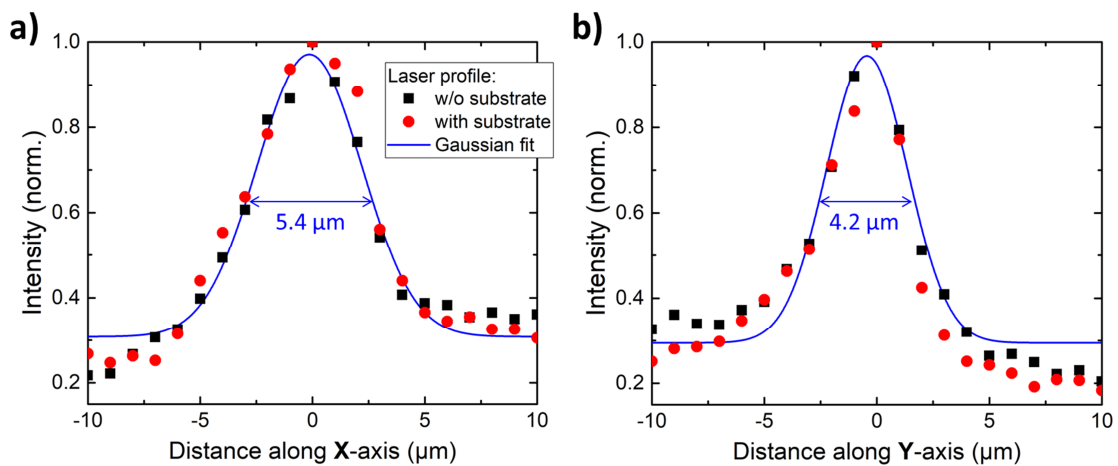 a)
Intensity (norm.)
1.0
0.8
0.6
0.4
0.2
Laser profile:
w/o substrate
with substrate
Gaussian fit
5.4 µm
-10
-5
0
5
10
Distance along X-axis (µm)
b)
Intensity (norm.)
1.0
0.8
0.6
0.4
0.2
4.2 µm
-10
-5
0
5
10
Distance along Y-axis (µm)